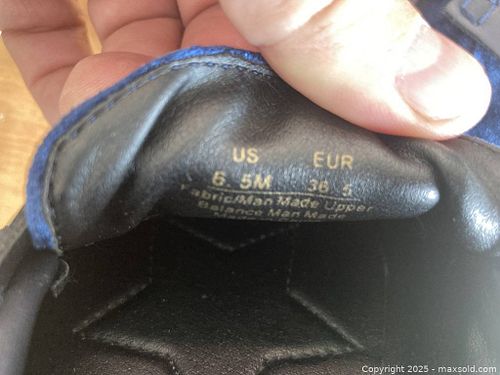 US EUR
6.5M 36.5
Fabric/Man Made Upper
Balance Man Made
Copyright 2025 - maxsold.com